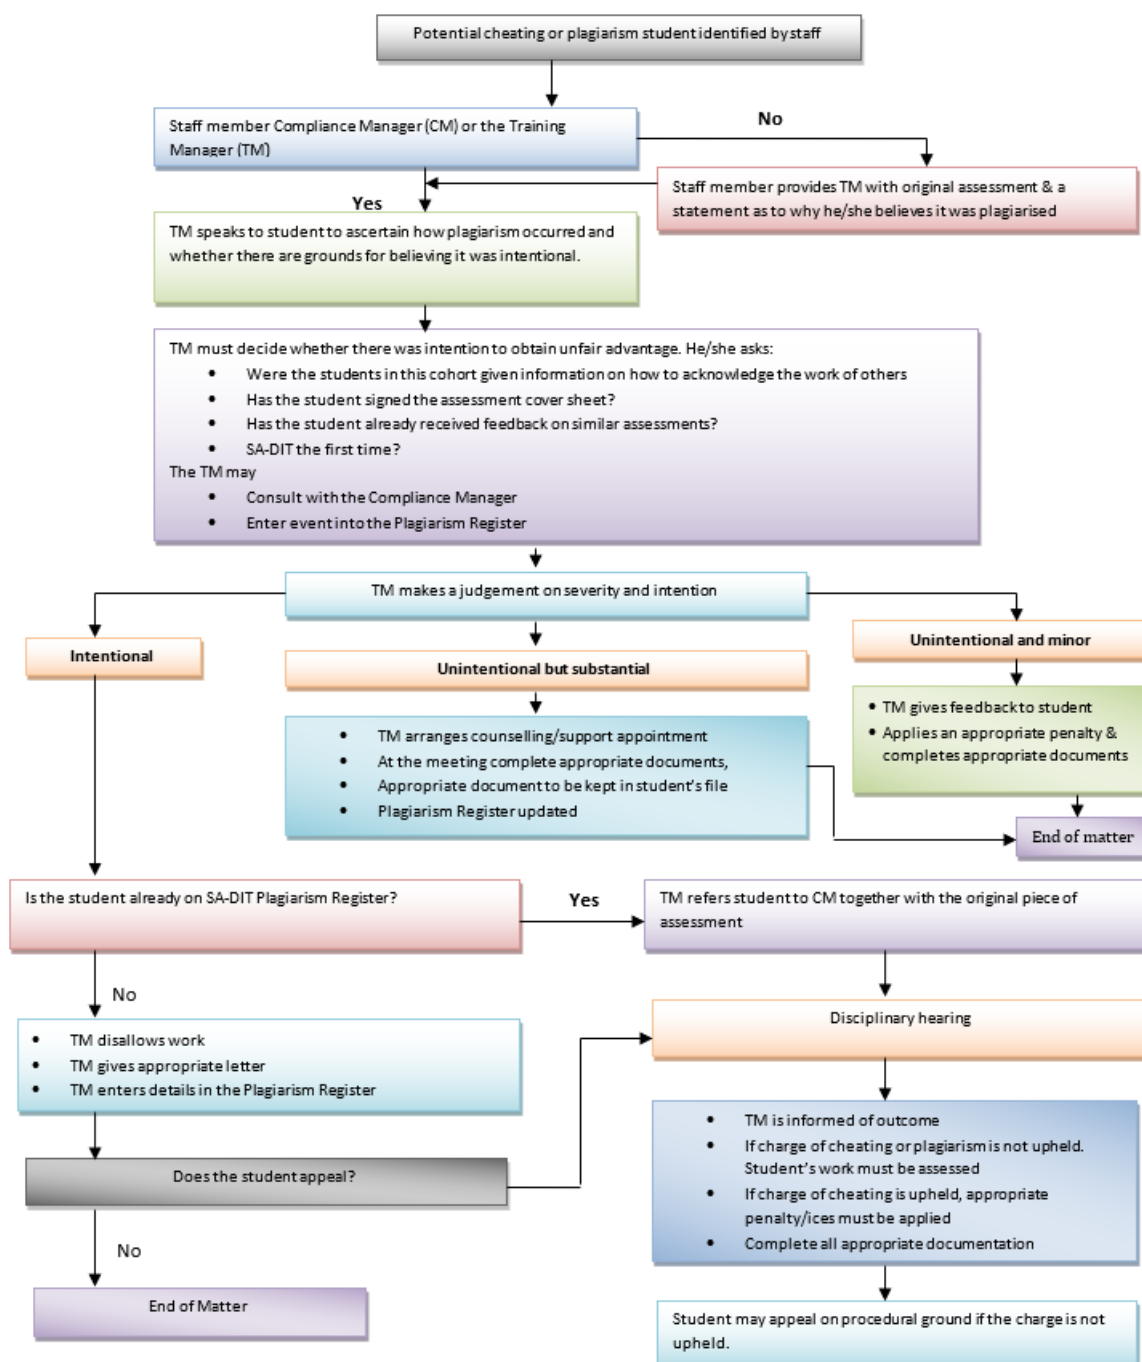 Potential cheating or plagiarism student identified by staff
Staff member Compliance Manager (CM) or the Training
Manager (TM)
No
Staff member provides TM with original assessment & a
statement as to why he/she believes it was plagiarised
Yes
TM speaks to student to ascertain how plagiarism occurred and
whether there are grounds for believing it was intentional.
TM must decide whether there was intention to obtain unfair advantage. He/she asks:
• Were the students in this cohort given information on how to acknowledge the work of others
• Has the student signed the assessment cover sheet?
• Has the student already received feedback on similar assessments?
• SA-DIT the first time?
The TM may
• Consult with the Compliance Manager
• Enter event into the Plagiarism Register
TM makes a judgement on severity and intention
Intentional
Unintentional but substantial
Unintentional and minor
• TM arranges counselling/support appointment
• At the meeting complete appropriate documents,
• Appropriate document to be kept in student's file
• Plagiarism Register updated
• TM gives feedback to student
• Applies an appropriate penalty &
completes appropriate documents
End of matter
Is the student already on SA-DIT Plagiarism Register?
Yes
TM refers student to CM together with the original piece of
assessment
No
• TM disallows work
• TM gives appropriate letter
• TM enters details in the Plagiarism Register
Disciplinary hearing
Does the student appeal?
• TM is informed of outcome
• If charge of cheating or plagiarism is not upheld.
Student's work must be assessed
• If charge of cheating is upheld, appropriate
penalty/ices must be applied
• Complete all appropriate documentation
No
End of Matter
Student may appeal on procedural ground if the charge is not
upheld.